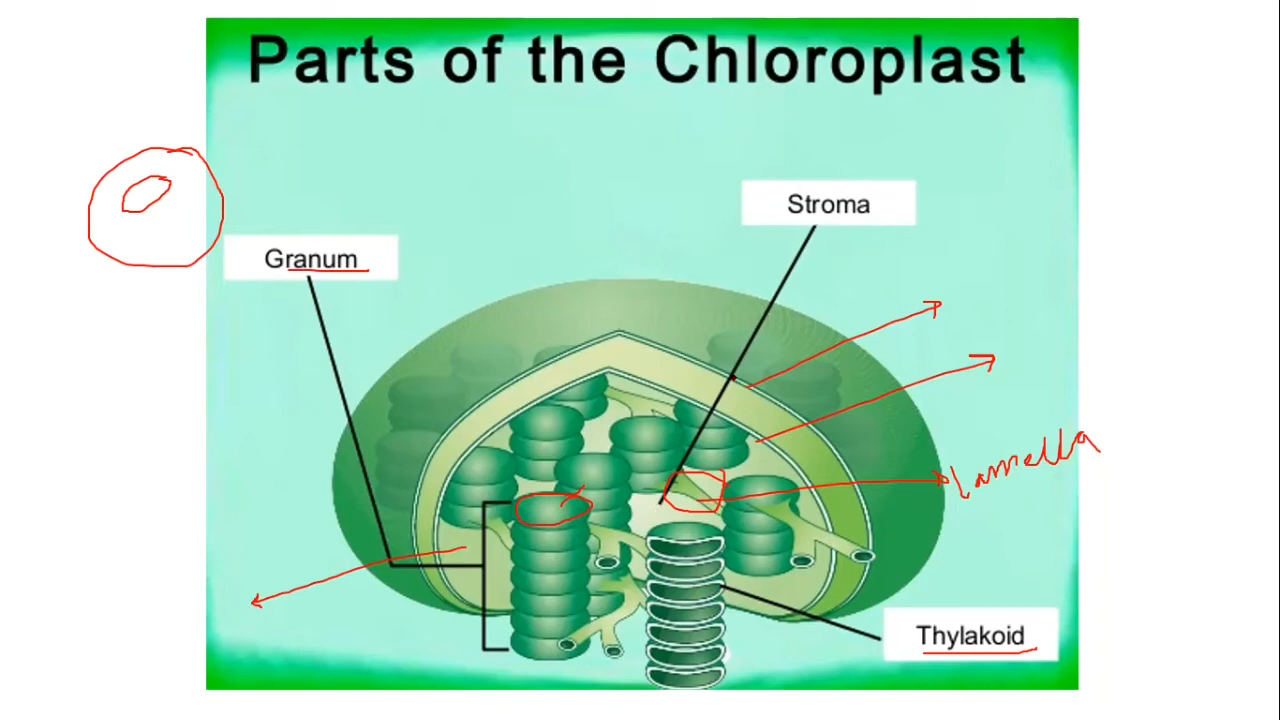 Parts of the Chloroplast
Stroma
Granum
Lamella
Thylakoid